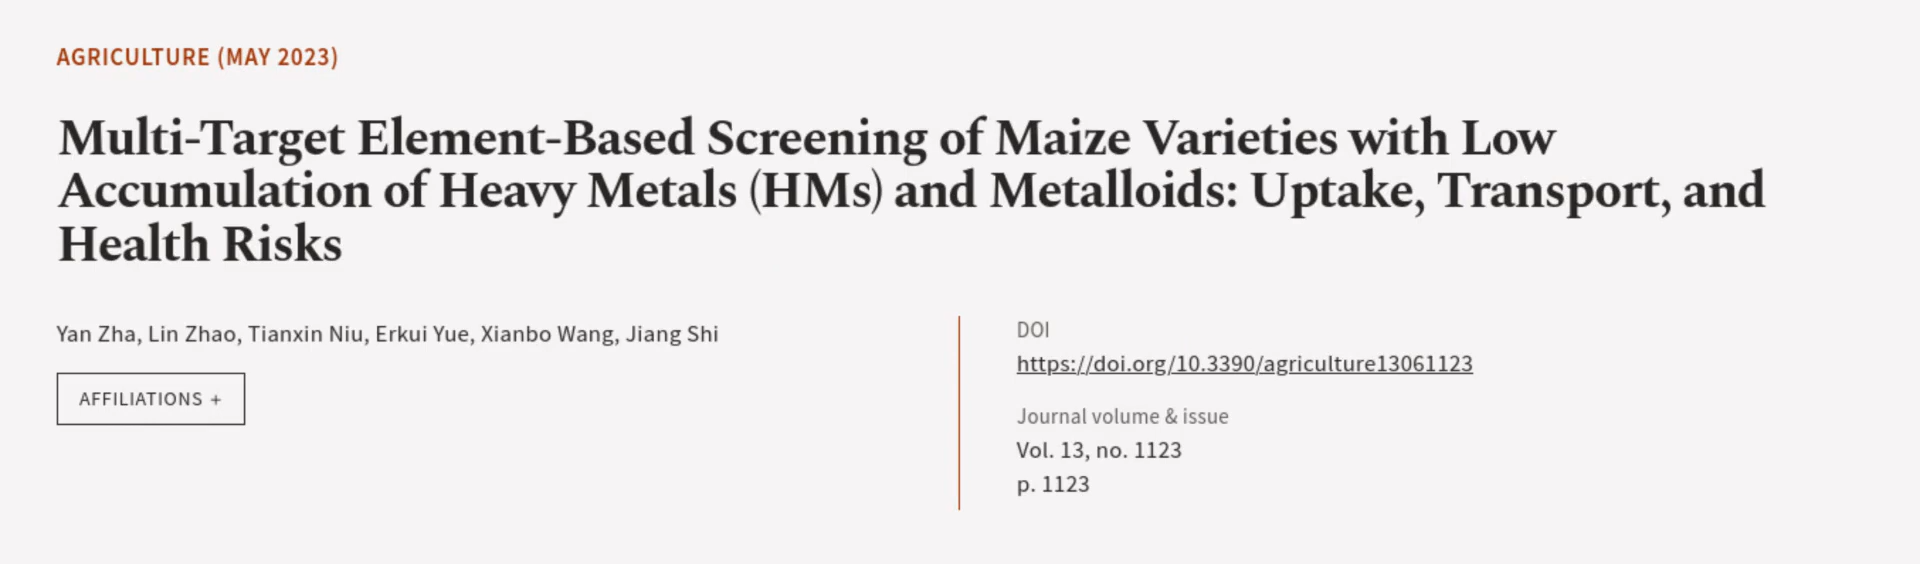 AGRICULTURE (MAY 2023)
Multi-Target Element-Based Screening of Maize Varieties with Low
Accumulation of Heavy Metals (HMs) and Metalloids: Uptake, Transport, and
Health Risks
Yan Zha, Lin Zhao, Tianxin Niu, Erkui Yue, Xianbo Wang, Jiang Shi
AFFILIATIONS +
DOI
https://doi.org/10.3390/agriculture13061123
Journal volume & issue
Vol. 13, no. 1123
p. 1123